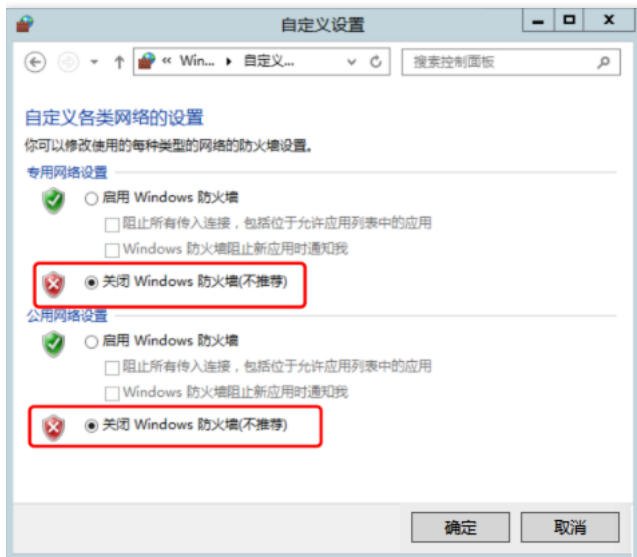 自定义设置
« Win... 自定义...
搜索控制面板
自定义各类网络的设置
你可以修改使用的每种类型的网络的防火墙设置。
专用网络设置
启用 Windows 防火墙
阻止所有传入连接，包括位于允许应用列表中的应用
Windows 防火墙阻止新应用时通知我
关闭 Windows 防火墙(不推荐)
公用网络设置
启用 Windows 防火墙
阻止所有传入连接，包括位于允许应用列表中的应用
Windows 防火墙阻止新应用时通知我
关闭 Windows 防火墙(不推荐)
确定
取消